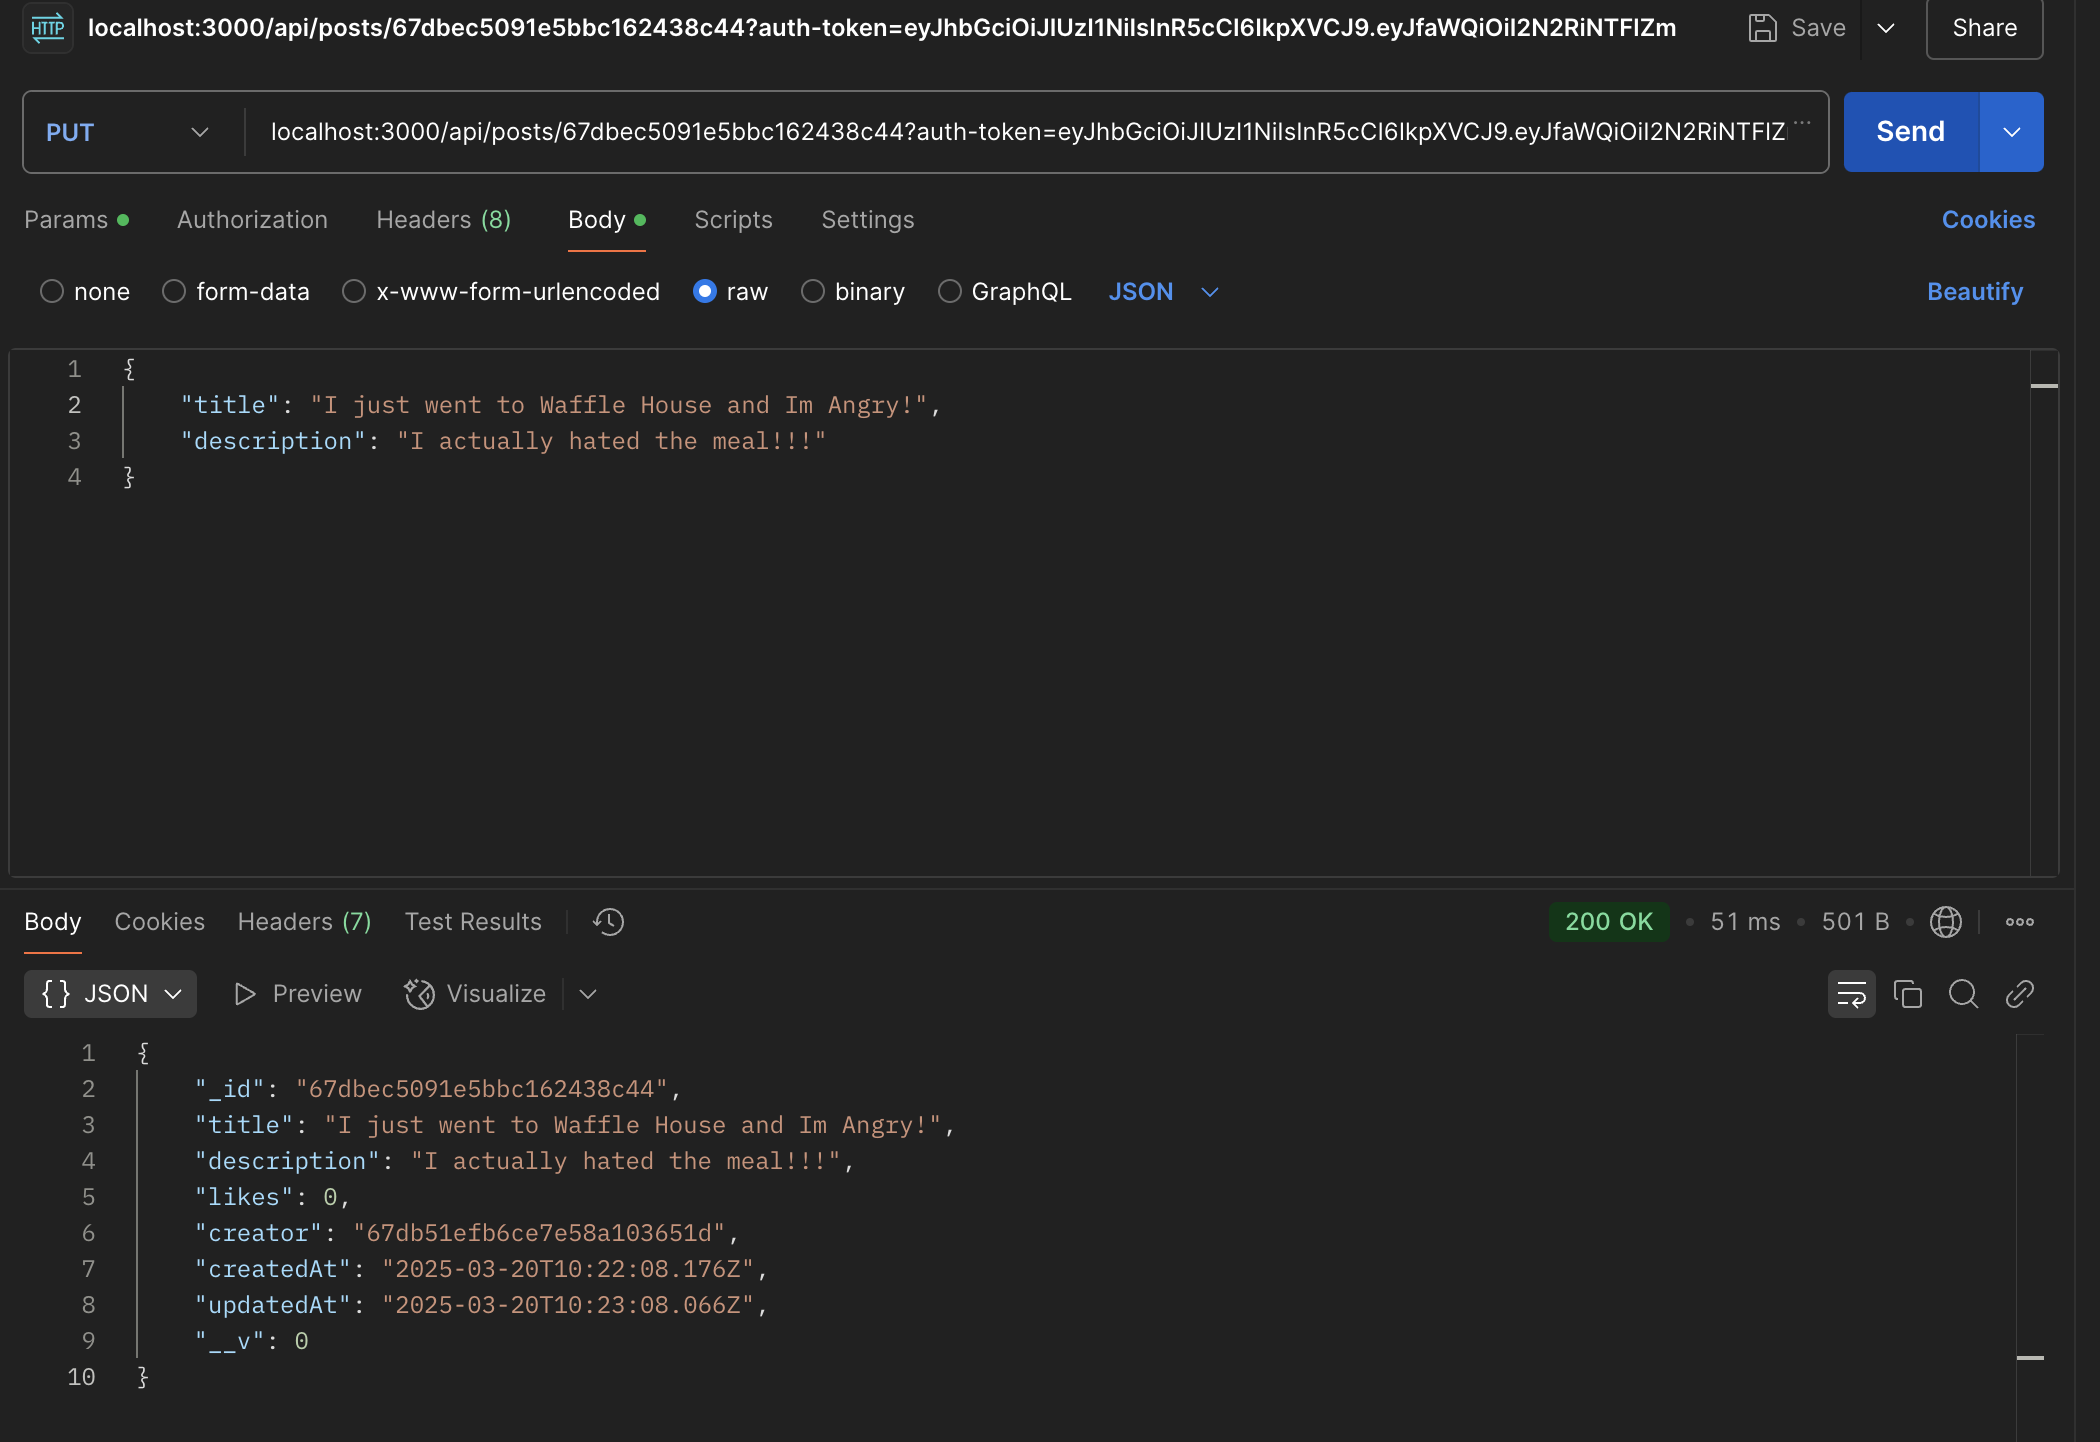 HTTP localhost:3000/api/posts/67dbec5091e5bbc162438c44?auth-token=eyJhbGciOiJIUzI1NiIsInR5cCI6IkpXVCJ9.eyJfaWQiOiI2N2RiNTFlZm Save Share
PUT localhost:3000/api/posts/67dbec5091e5bbc162438c44?auth-token=eyJhbGciOiJIUzI1NiIsInR5cCI6IkpXVCJ9.eyJfaWQiOiI2N2RiNTFlZ ... Send
Params Authorization Headers (8) Body Scripts Settings Cookies
none form-data x-www-form-urlencoded raw binary GraphQL JSON Beautify
1 {
2 "title": "I just went to Waffle House and Im Angry!",
3 "description": "I actually hated the meal!!!"
4 }
Body Cookies Headers (7) Test Results 200 OK • 51 ms • 501 B •
{} JSON Preview Visualize
1 {
2 "_id": "67dbec5091e5bbc162438c44",
3 "title": "I just went to Waffle House and Im Angry!",
4 "description": "I actually hated the meal!!!",
5 "likes": 0,
6 "creator": "67db51efb6ce7e58a103651d",
7 "createdAt": "2025-03-20T10:22:08.176Z",
8 "updatedAt": "2025-03-20T10:23:08.066Z",
9 "__v": 0
10 }